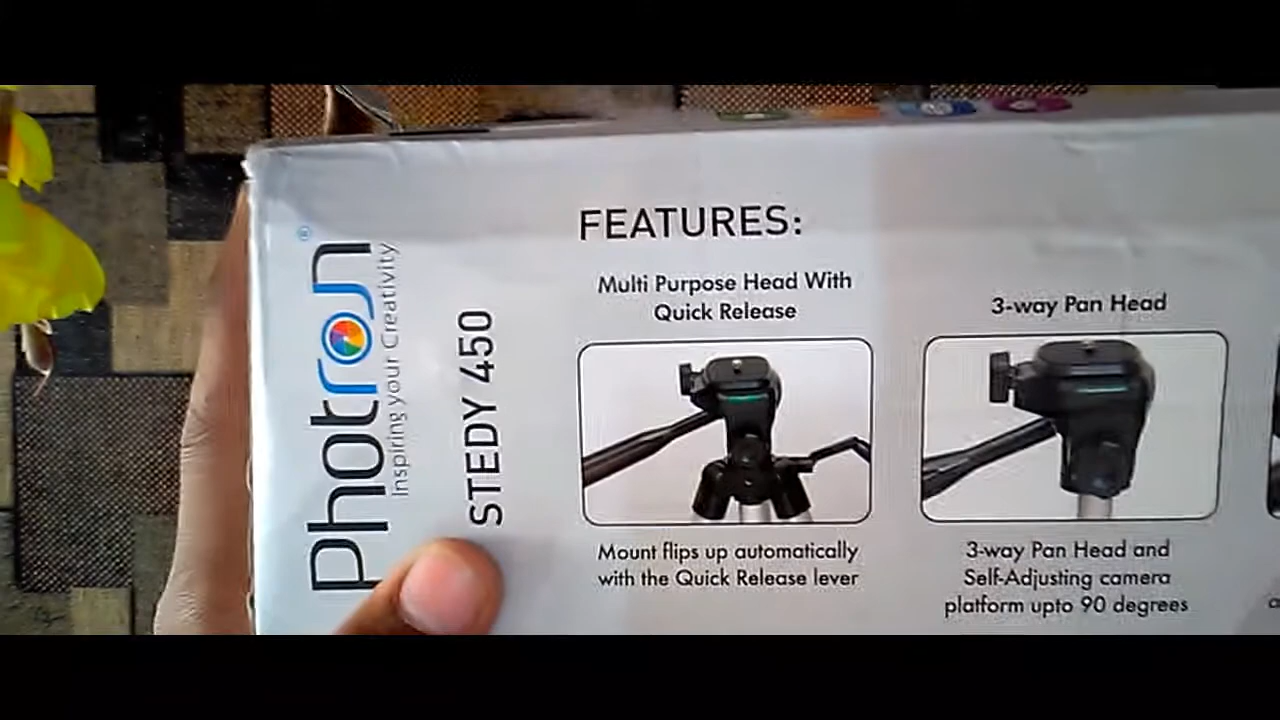 Photron®
Inspiring your Creativity
STEDY 450
FEATURES:
Multi Purpose Head With
Quick Release
Mount flips up automatically
with the Quick Release lever
3-way Pan Head
3-way Pan Head and
Self-Adjusting camera
platform upto 90 degrees